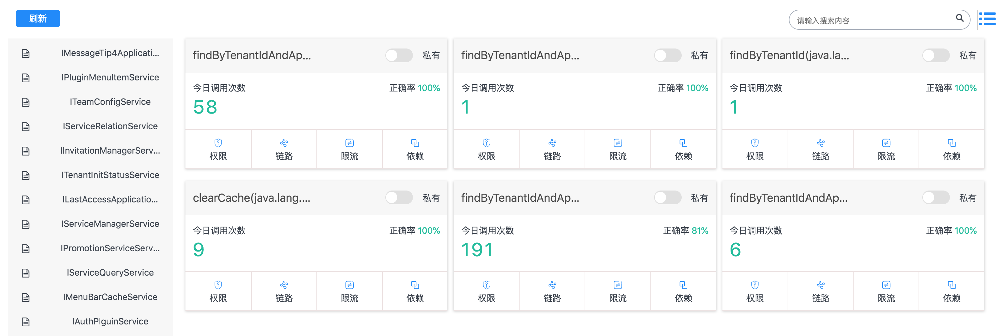 刷新
请输入搜索内容
IMessageTip4Applicati...
IPluginMenuItemService
ITeamConfigService
IServiceRelationService
IInvitationManagerServ...
ITenantInitStatusService
ILastAccessApplicatio...
IServiceManagerService
IPromotionServiceServ...
IServiceQueryService
IMenuBarCacheService
IAuthPlguinService
findByTenantIdAndAp... 私有
今日调用次数 正确率 100%
58
权限 链路 限流 依赖
findByTenantIdAndAp... 私有
今日调用次数 正确率 100%
1
权限 链路 限流 依赖
findByTenantId(java.la... 私有
今日调用次数 正确率 100%
1
权限 链路 限流 依赖
clearCache(java.lang.... 私有
今日调用次数 正确率 100%
9
权限 链路 限流 依赖
findByTenantIdAndAp... 私有
今日调用次数 正确率 81%
191
权限 链路 限流 依赖
findByTenantIdAndAp... 私有
今日调用次数 正确率 100%
6
权限 链路 限流 依赖